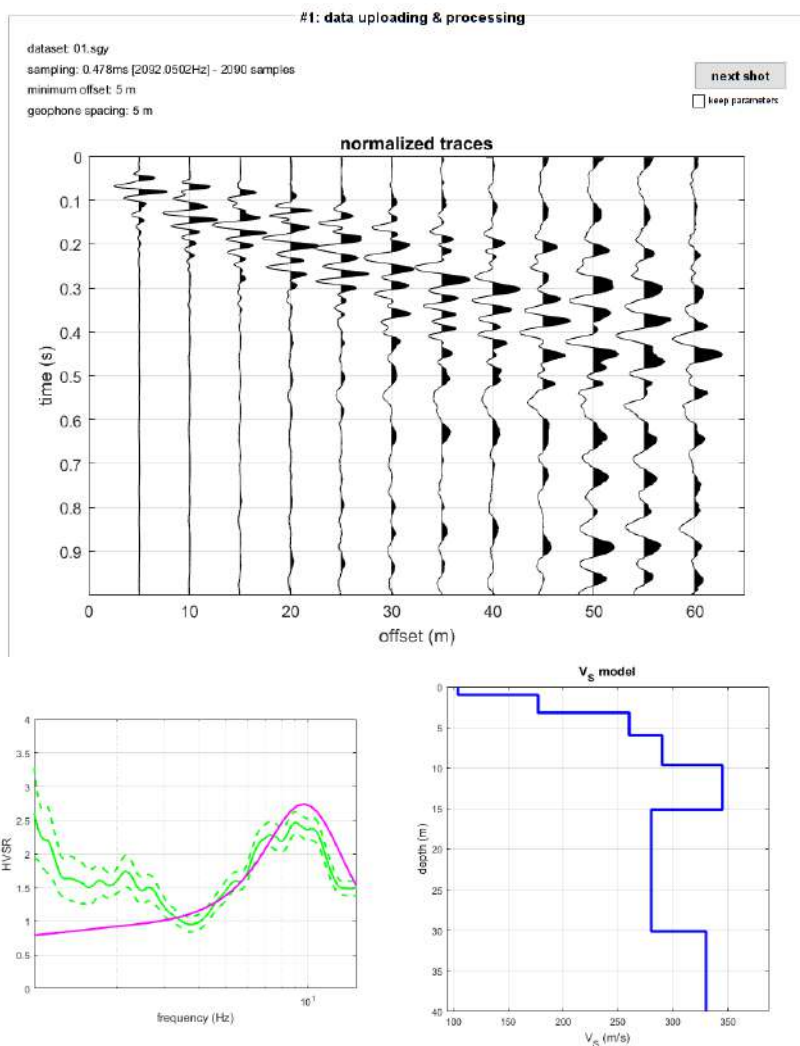 #1: data uploading & processing
dataset: 01.sgy
sampling: 0.478ms [2092.0502Hz] - 2090 samples
minimum offset: 5 m
geophone spacing: 5 m
next shot
keep parameters
normalized traces
0
0.1
0.2
0.3
0.4
0.5
0.6
0.7
0.8
0.9
time (s)
0 10 20 30 40 50 60
offset (m)
4
3.5
3
2.5
2
1.5
1
0.5
0
HVSR
10¹
frequency (Hz)
V_S model
0
5
10
15
20
25
30
35
40
depth (m)
100 150 200 250 300 350
V_S (m/s)